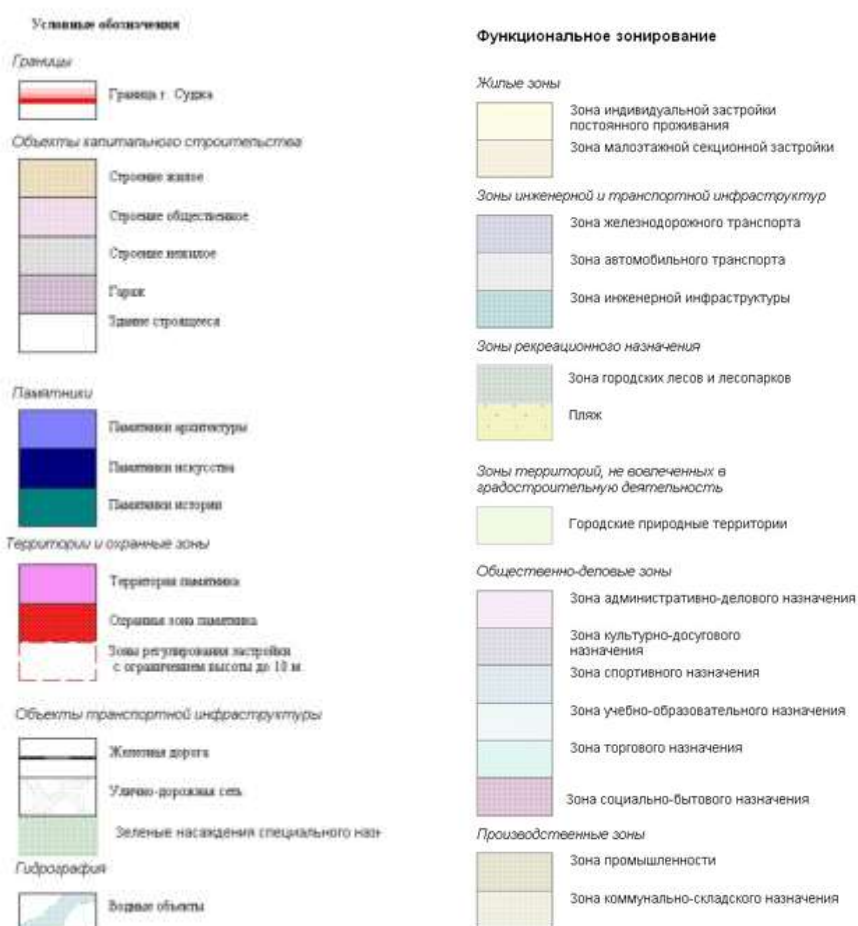 Условные обозначения
Границы
Граница г. Суджа
Объекты капитального строительства
Строение жилое
Строение общественное
Строение нежилое
Гараж
Здание строящееся
Памятники
Памятники архитектуры
Памятники искусства
Памятники истории
Территории и охранные зоны
Территория памятника
Охранная зона памятника
Зоны регулирования застройки
с ограничением высоты до 10 м.
Объекты транспортной инфраструктуры
Железная дорога
Улично-дорожная сеть
Зеленые насаждения специального назн
Гидрография
Водные объекты
Функциональное зонирование
Жилые зоны
Зона индивидуальной застройки
постоянного проживания
Зона малоэтажной секционной застройки
Зоны инженерной и транспортной инфраструктур
Зона железнодорожного транспорта
Зона автомобильного транспорта
Зона инженерной инфраструктуры
Зоны рекреационного назначения
Зона городских лесов и лесопарков
Пляж
Зоны территорий, не вовлеченных в
градостроительную деятельность
Городские природные территории
Общественно-деловые зоны
Зона административно-делового назначения
Зона культурно-досугового
назначения
Зона спортивного назначения
Зона учебно-образовательного назначения
Зона торгового назначения
Зона социально-бытового назначения
Производственные зоны
Зона промышленности
Зона коммунально-складского назначения